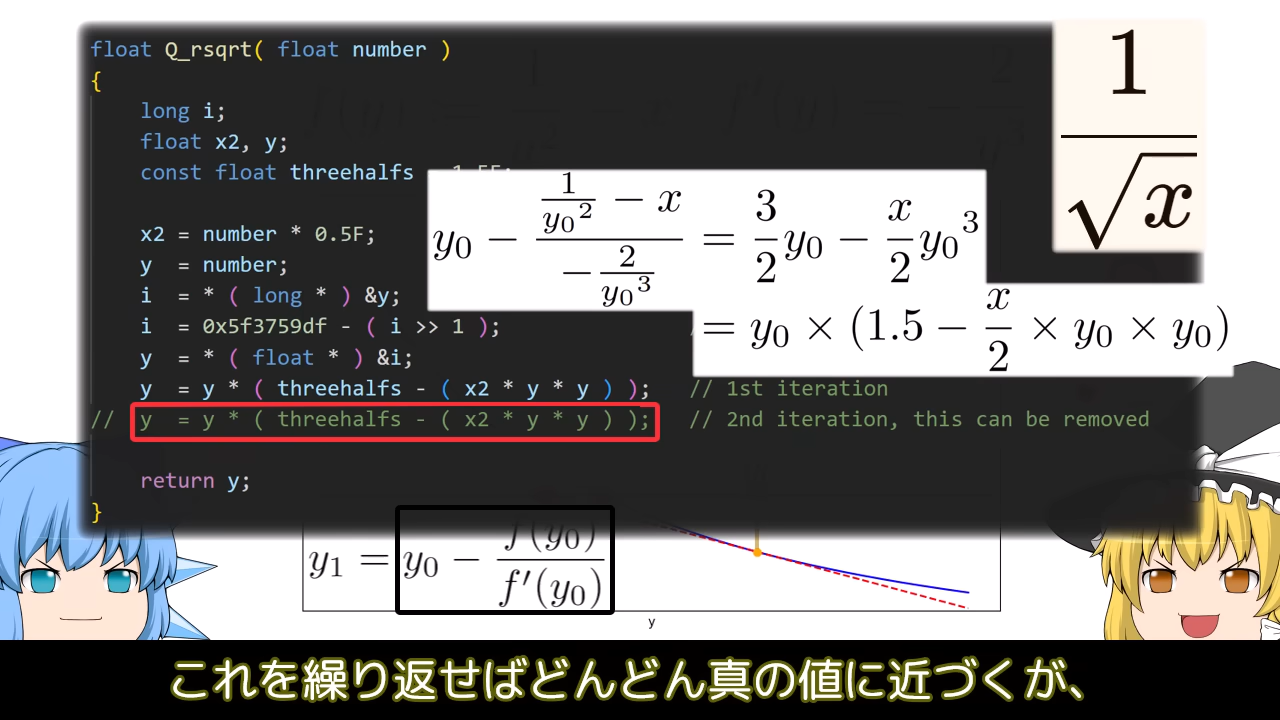 float Q_rsqrt( float number )
{
long i;
float x2, y;
const float threehalfs
x2 = number * 0.5F;
y = number;
i = * ( long * ) &y;
i = 0x5f3759df - ( i >> 1 );
y = * ( float * ) &i;
y = y * ( threehalfs - ( x2 * y * y ) ); // 1st iteration
// y = y * ( threehalfs - ( x2 * y * y ) ); // 2nd iteration, this can be removed
return y;
}
1/√x
y₀ − (1/y₀² − x)/(−2/y₀³) = 3/2 y₀ − x/2 y₀³
= y₀ × (1.5 − x/2 × y₀ × y₀)
y₁ = y₀ − f(y₀)/f′(y₀)
y
これを繰り返せばどんどん真の値に近づくが、